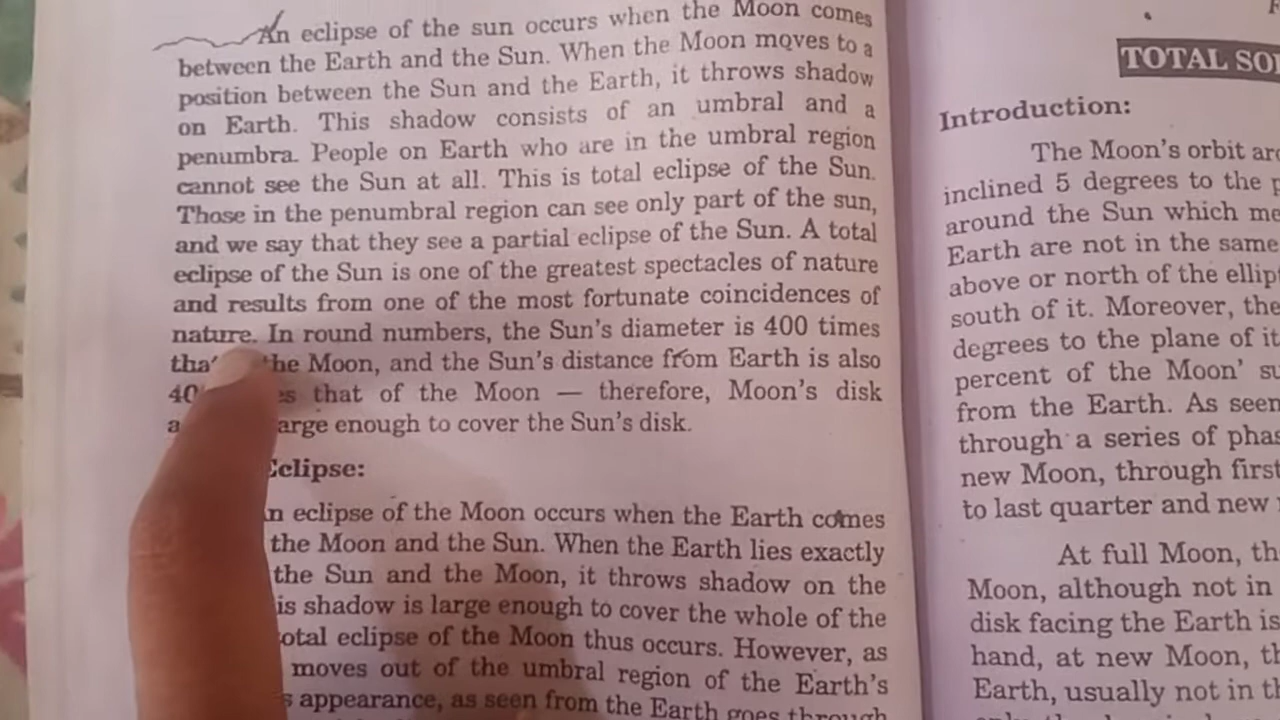 An eclipse of the sun occurs when the Moon comes
between the Earth and the Sun. When the Moon moves to a
position between the Sun and the Earth, it throws shadow
on Earth. This shadow consists of an umbral and a
penumbra. People on Earth who are in the umbral region
cannot see the Sun at all. This is total eclipse of the Sun.
Those in the penumbral region can see only part of the sun,
and we say that they see a partial eclipse of the Sun. A total
eclipse of the Sun is one of the greatest spectacles of nature
and results from one of the most fortunate coincidences of
nature. In round numbers, the Sun's diameter is 400 times
the Moon, and the Sun's distance from Earth is also
that of the Moon — therefore, Moon's disk
enough to cover the Sun's disk.
Eclipse:
eclipse of the Moon occurs when the Earth comes
the Moon and the Sun. When the Earth lies exactly
the Sun and the Moon, it throws shadow on the
shadow is large enough to cover the whole of the
eclipse of the Moon thus occurs. However, as
moves out of the umbral region of the Earth's
appearance, as seen from the Earth goes through
TOTAL
Introduction:
The Moon's orbit
inclined 5 degrees to the
around the Sun which
Earth are not in the same
above or north of the
south of it. Moreover, the
degrees to the plane of it
percent of the Moon'
from the Earth. As seen
through a series of
new Moon, through first
to last quarter and new
At full Moon,
Moon, although not in
disk facing the Earth is
hand, at new Moon,
Earth, usually not in